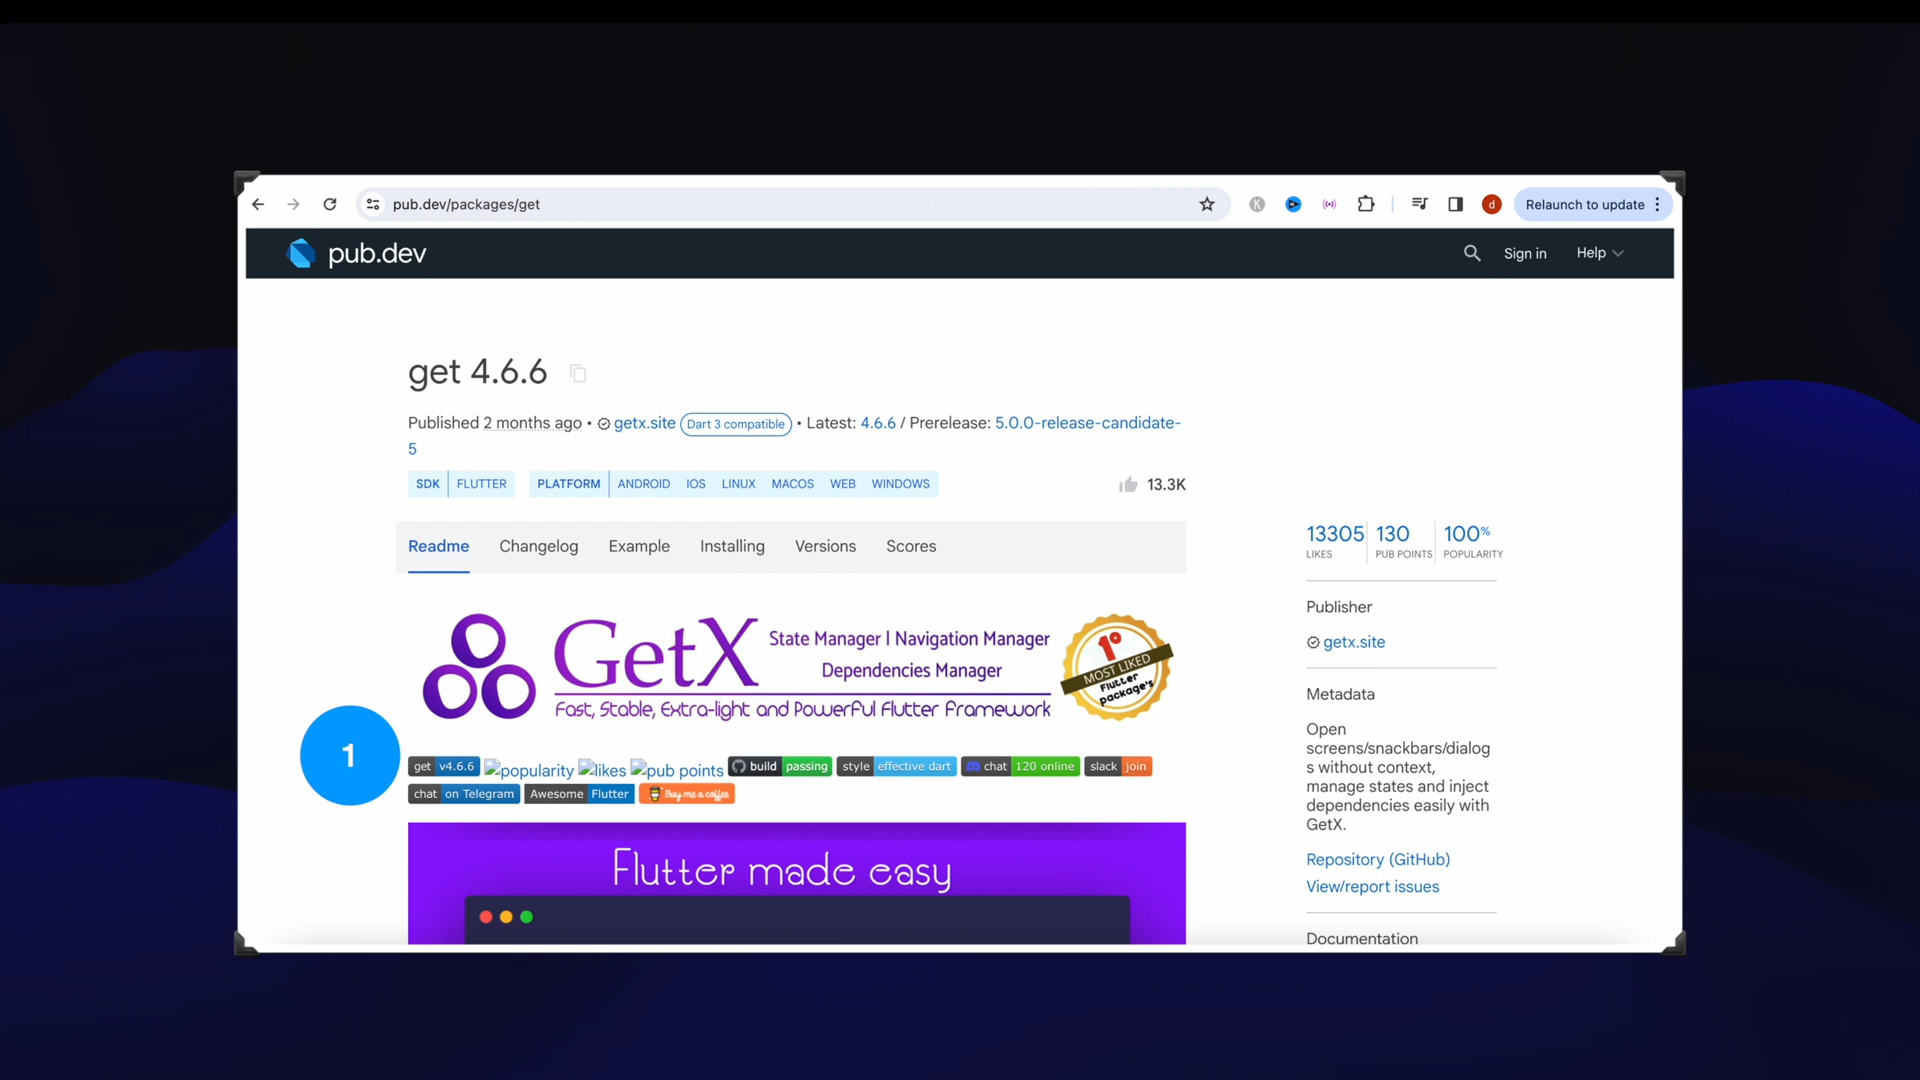 pub.dev/packages/get
Relaunch to update
pub.dev
Sign in
Help
get 4.6.6
Published 2 months ago • getx.site Dart 3 compatible • Latest: 4.6.6 / Prerelease: 5.0.0-release-candidate-
5
SDK FLUTTER PLATFORM ANDROID IOS LINUX MACOS WEB WINDOWS
13.3K
Readme Changelog Example Installing Versions Scores
GetX
State Manager | Navigation Manager
Dependencies Manager
Fast, Stable, Extra-light and Powerful Flutter Framework
1º
MOST LIKED
Flutter
package's
1
get v4.6.6 popularity likes pub points build passing style effective dart chat 120 online slack join
chat on Telegram Awesome Flutter Buy me a coffee
Flutter made easy
13305 130 100%
LIKES PUB POINTS POPULARITY
Publisher
getx.site
Metadata
Open
screens/snackbars/dialog
s without context,
manage states and inject
dependencies easily with
GetX.
Repository (GitHub)
View/report issues
Documentation
K
d